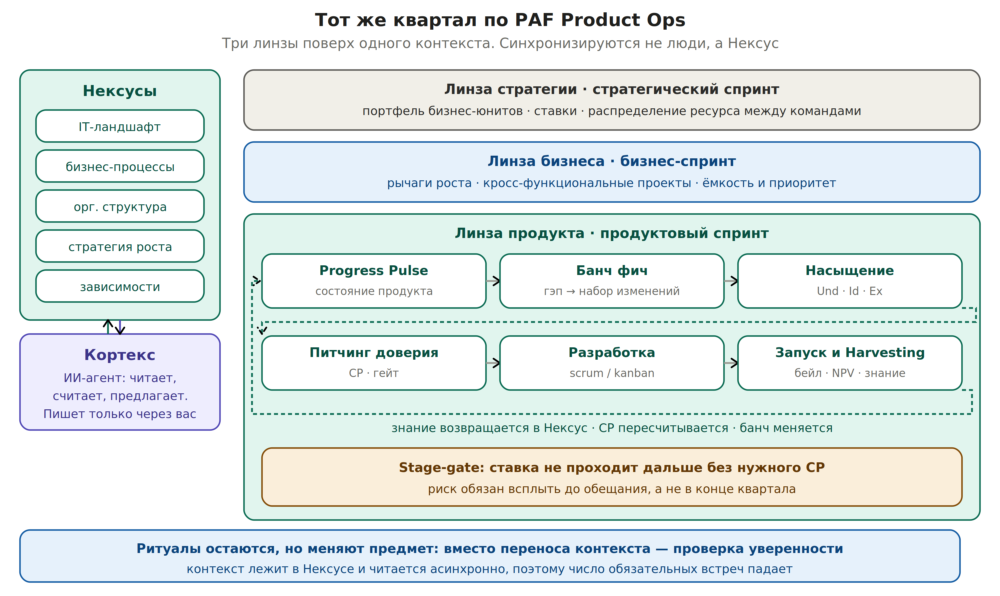 Тот же квартал по PAF Product Ops
Три линзы поверх одного контекста. Синхронизируются не люди, а Нексус
Нексусы
IT-ландшафт
бизнес-процессы
орг. структура
стратегия роста
зависимости
Кортекс
ИИ-агент: читает,
считает, предлагает.
Пишет только через вас
Линза стратегии · стратегический спринт
портфель бизнес-юнитов · ставки · распределение ресурса между командами
Линза бизнеса · бизнес-спринт
рычаги роста · кросс-функциональные проекты · ёмкость и приоритет
Линза продукта · продуктовый спринт
Progress Pulse
состояние продукта
Банч фич
гэп → набор изменений
Насыщение
Und · Id · Ex
Питчинг доверия
СР · гейт
Разработка
scrum / kanban
Запуск и Harvesting
бейл · NPV · знание
знание возвращается в Нексус · СР пересчитывается · банч меняется
Stage-gate: ставка не проходит дальше без нужного СР
риск обязан всплыть до обещания, а не в конце квартала
Ритуалы остаются, но меняют предмет: вместо переноса контекста — проверка уверенности
контекст лежит в Нексусе и читается асинхронно, поэтому число обязательных встреч падает